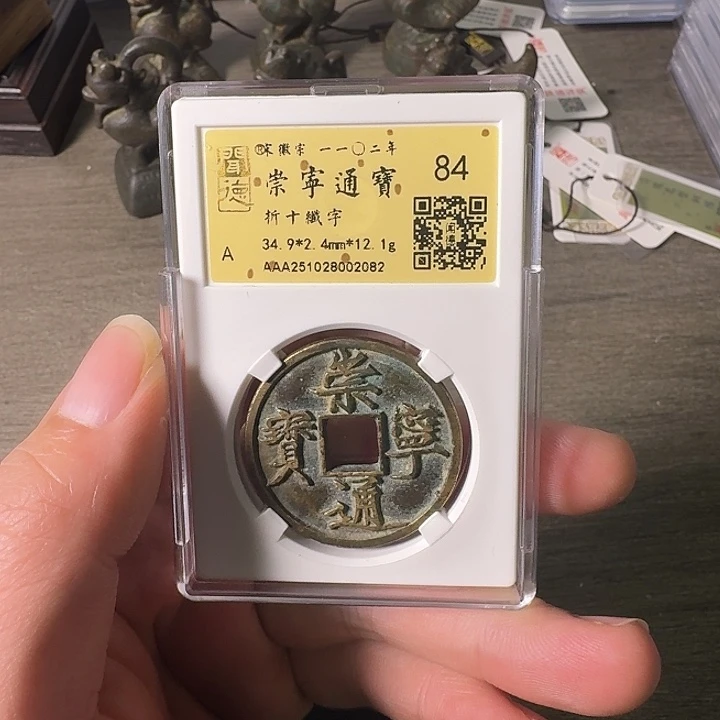 宋徽宗 一一〇二年
崇寧通寶
84
折十纖字
34.9*2.4mm*12.1g
A
AAA251028002082
崇
寧
通
寶